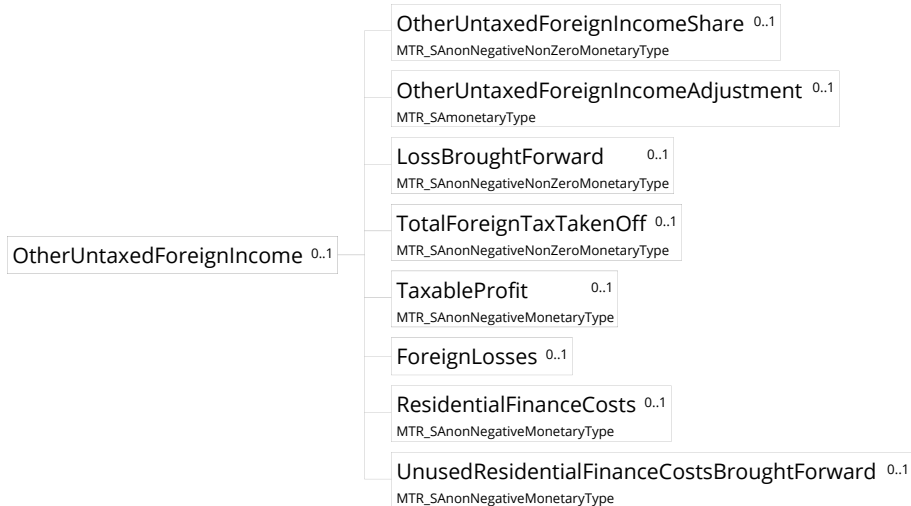 OtherUntaxedForeignIncomeShare 0..1
MTR_SAnonNegativeNonZeroMonetaryType
OtherUntaxedForeignIncomeAdjustment 0..1
MTR_SAmonetaryType
LossBroughtForward 0..1
MTR_SAnonNegativeNonZeroMonetaryType
TotalForeignTaxTakenOff 0..1
MTR_SAnonNegativeNonZeroMonetaryType
OtherUntaxedForeignIncome 0..1
TaxableProfit 0..1
MTR_SAnonNegativeMonetaryType
ForeignLosses 0..1
ResidentialFinanceCosts 0..1
MTR_SAnonNegativeMonetaryType
UnusedResidentialFinanceCostsBroughtForward 0..1
MTR_SAnonNegativeMonetaryType